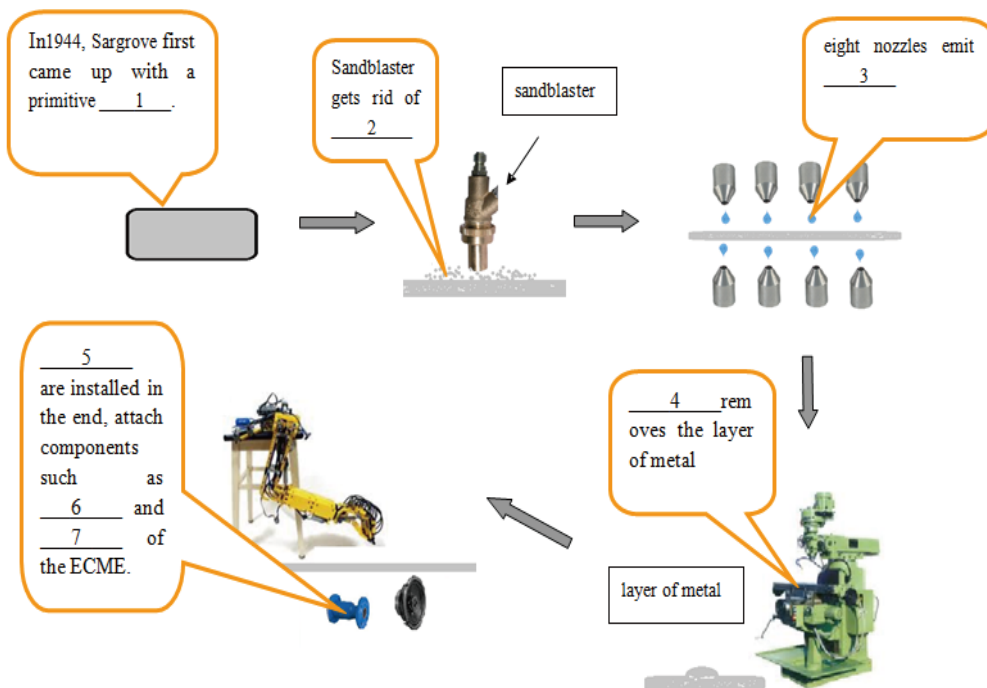 In1944, Sargrove first
came up with a
primitive 1 .
Sandblaster
gets rid of
2
sandblaster
eight nozzles emit
3
4 rem
oves the layer
of metal
layer of metal
5
are installed in
the end, attach
components
such as
6 and
7 of
the ECME.